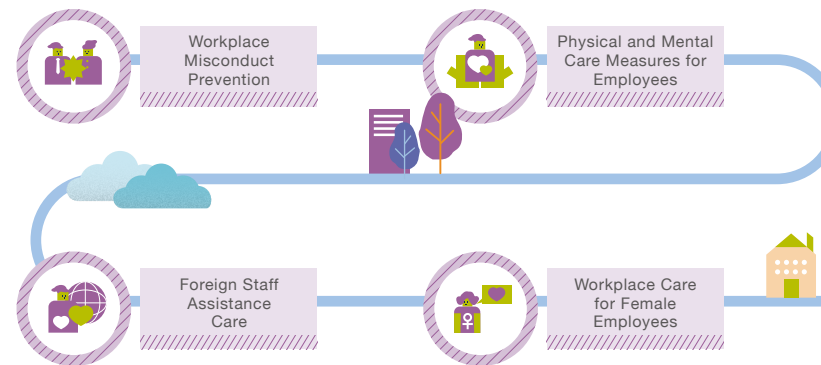 Workplace
Misconduct
Prevention
Physical and Mental
Care Measures for
Employees
Foreign Staff
Assistance
Care
Workplace Care
for Female
Employees